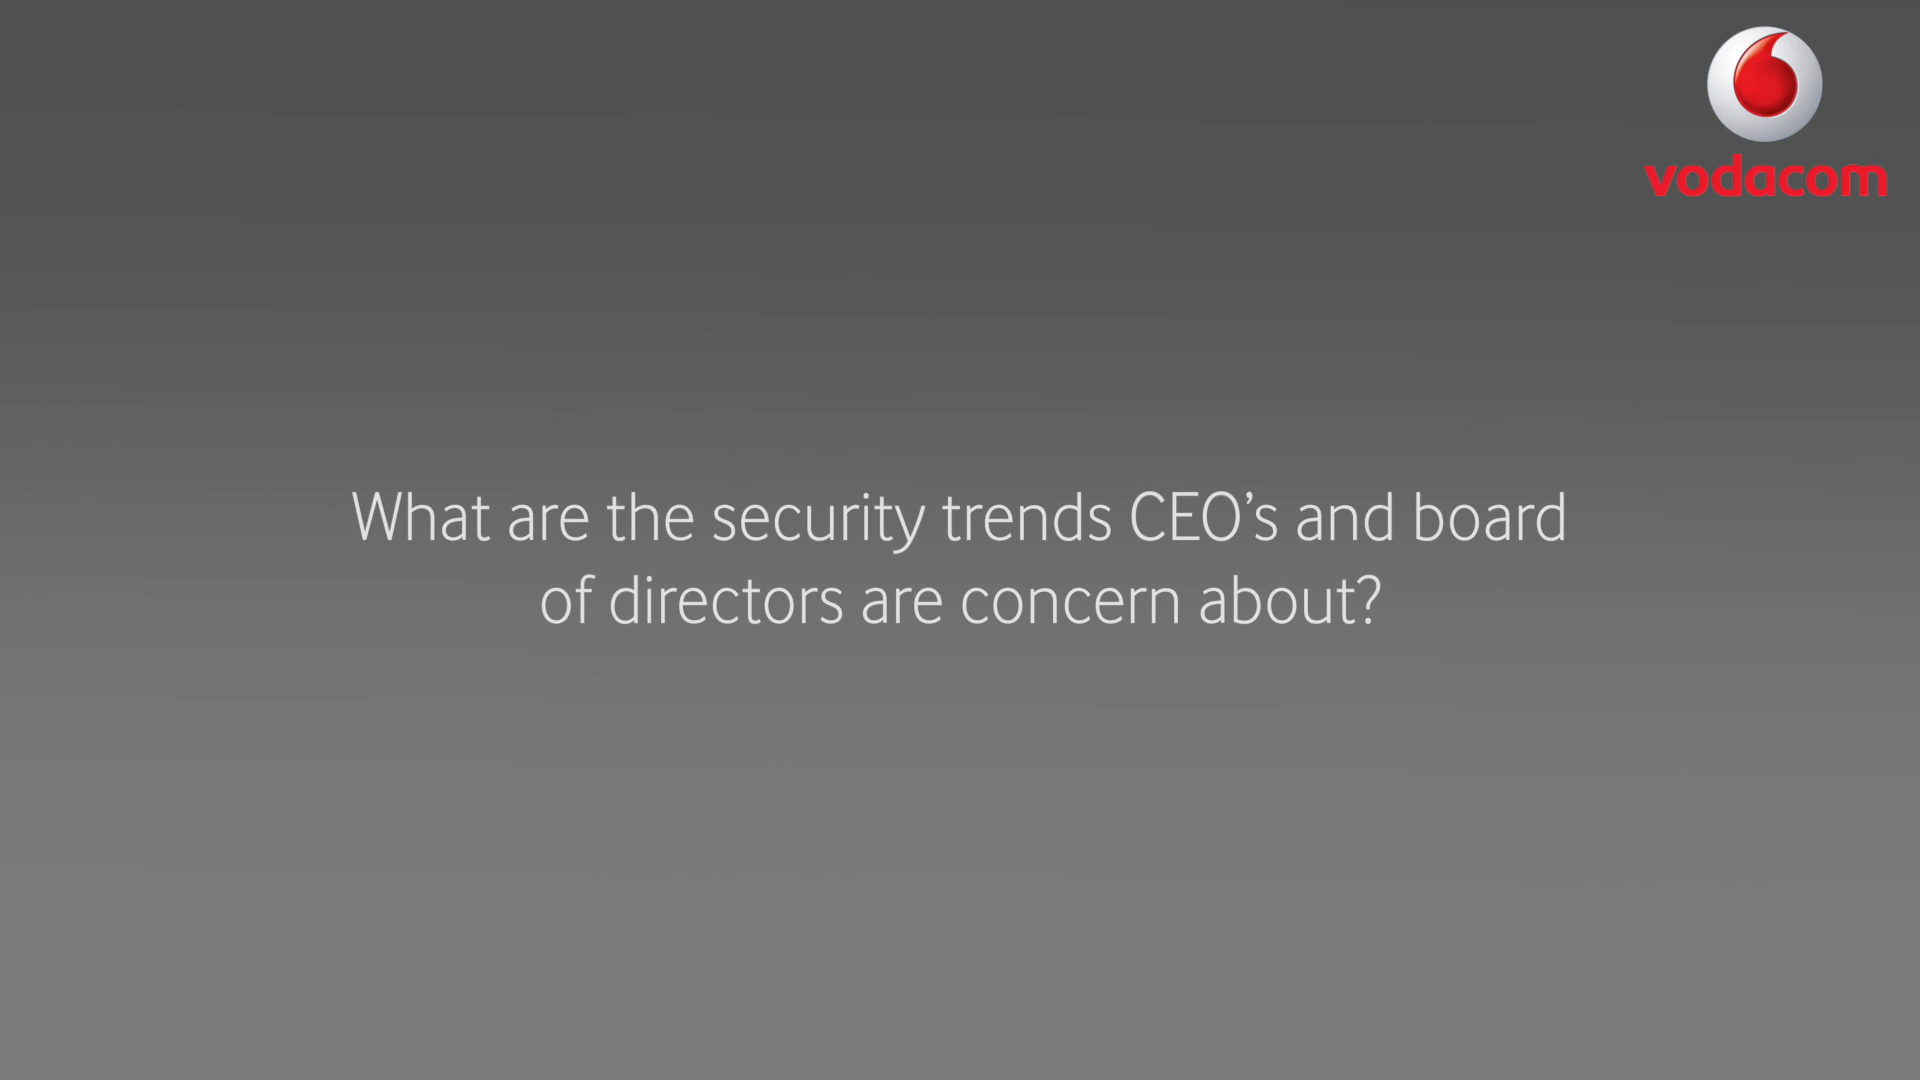 vodacom
What are the security trends CEO’s and board
of directors are concern about?